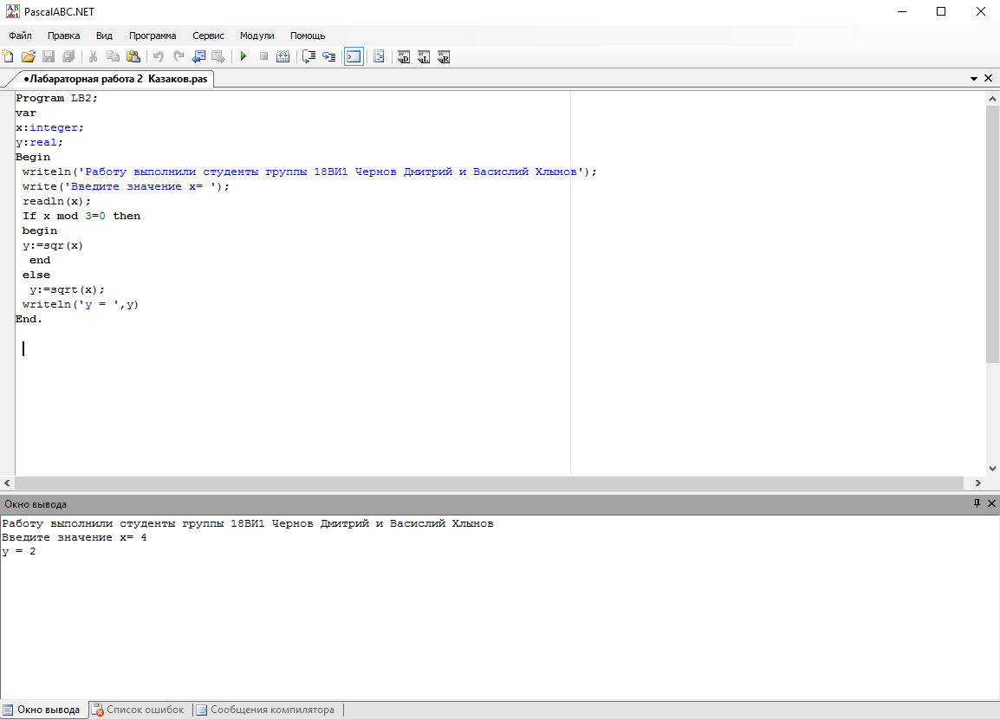 PascalABC.NET
Файл Правка Вид Программа Сервис Модули Помощь
•Лабараторная работа 2 Казаков.pas
Program LB2;
var
x:integer;
y:real;
Begin
writeln('Работу выполнили студенты группы 18ВИ1 Чернов Дмитрий и Васислий Хлынов');
write('Введите значение x= ');
readln(x);
If x mod 3=0 then
begin
y:=sqr(x)
end
else
y:=sqrt(x);
writeln('y = ',y)
End.
Окно вывода
Работу выполнили студенты группы 18ВИ1 Чернов Дмитрий и Васислий Хлынов
Введите значение x= 4
y = 2
Окно вывода Список ошибок Сообщения компилятора